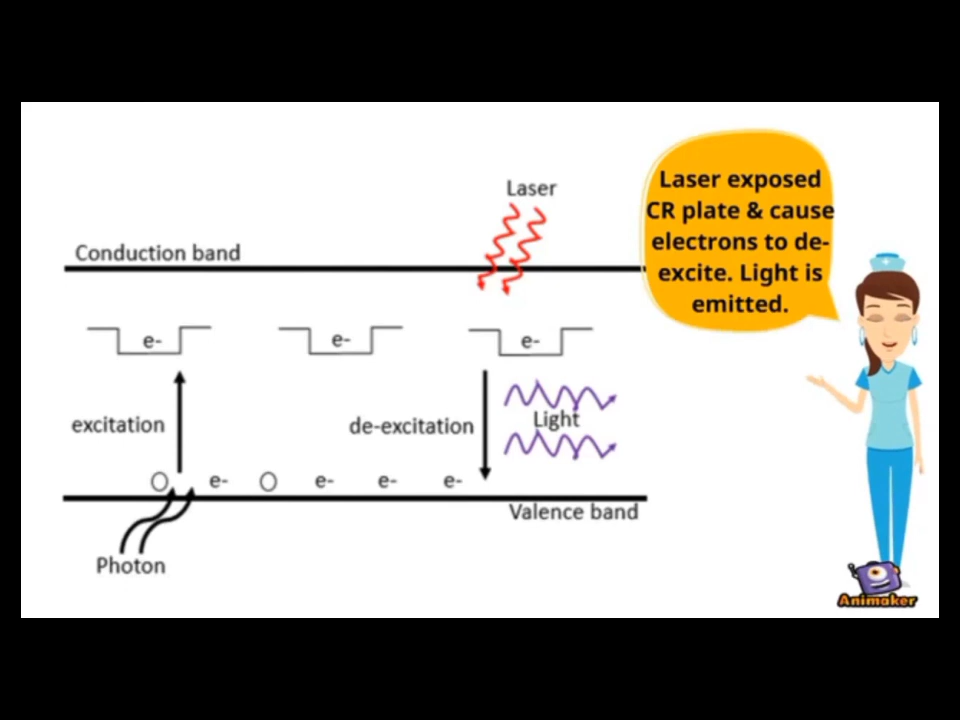 Laser
Conduction band
Laser exposed
CR plate & cause
electrons to de-
excite. Light is
emitted.
e-
e-
e-
excitation
de-excitation
Light
O e- O e- e- e-
Valence band
Photon
Animaker